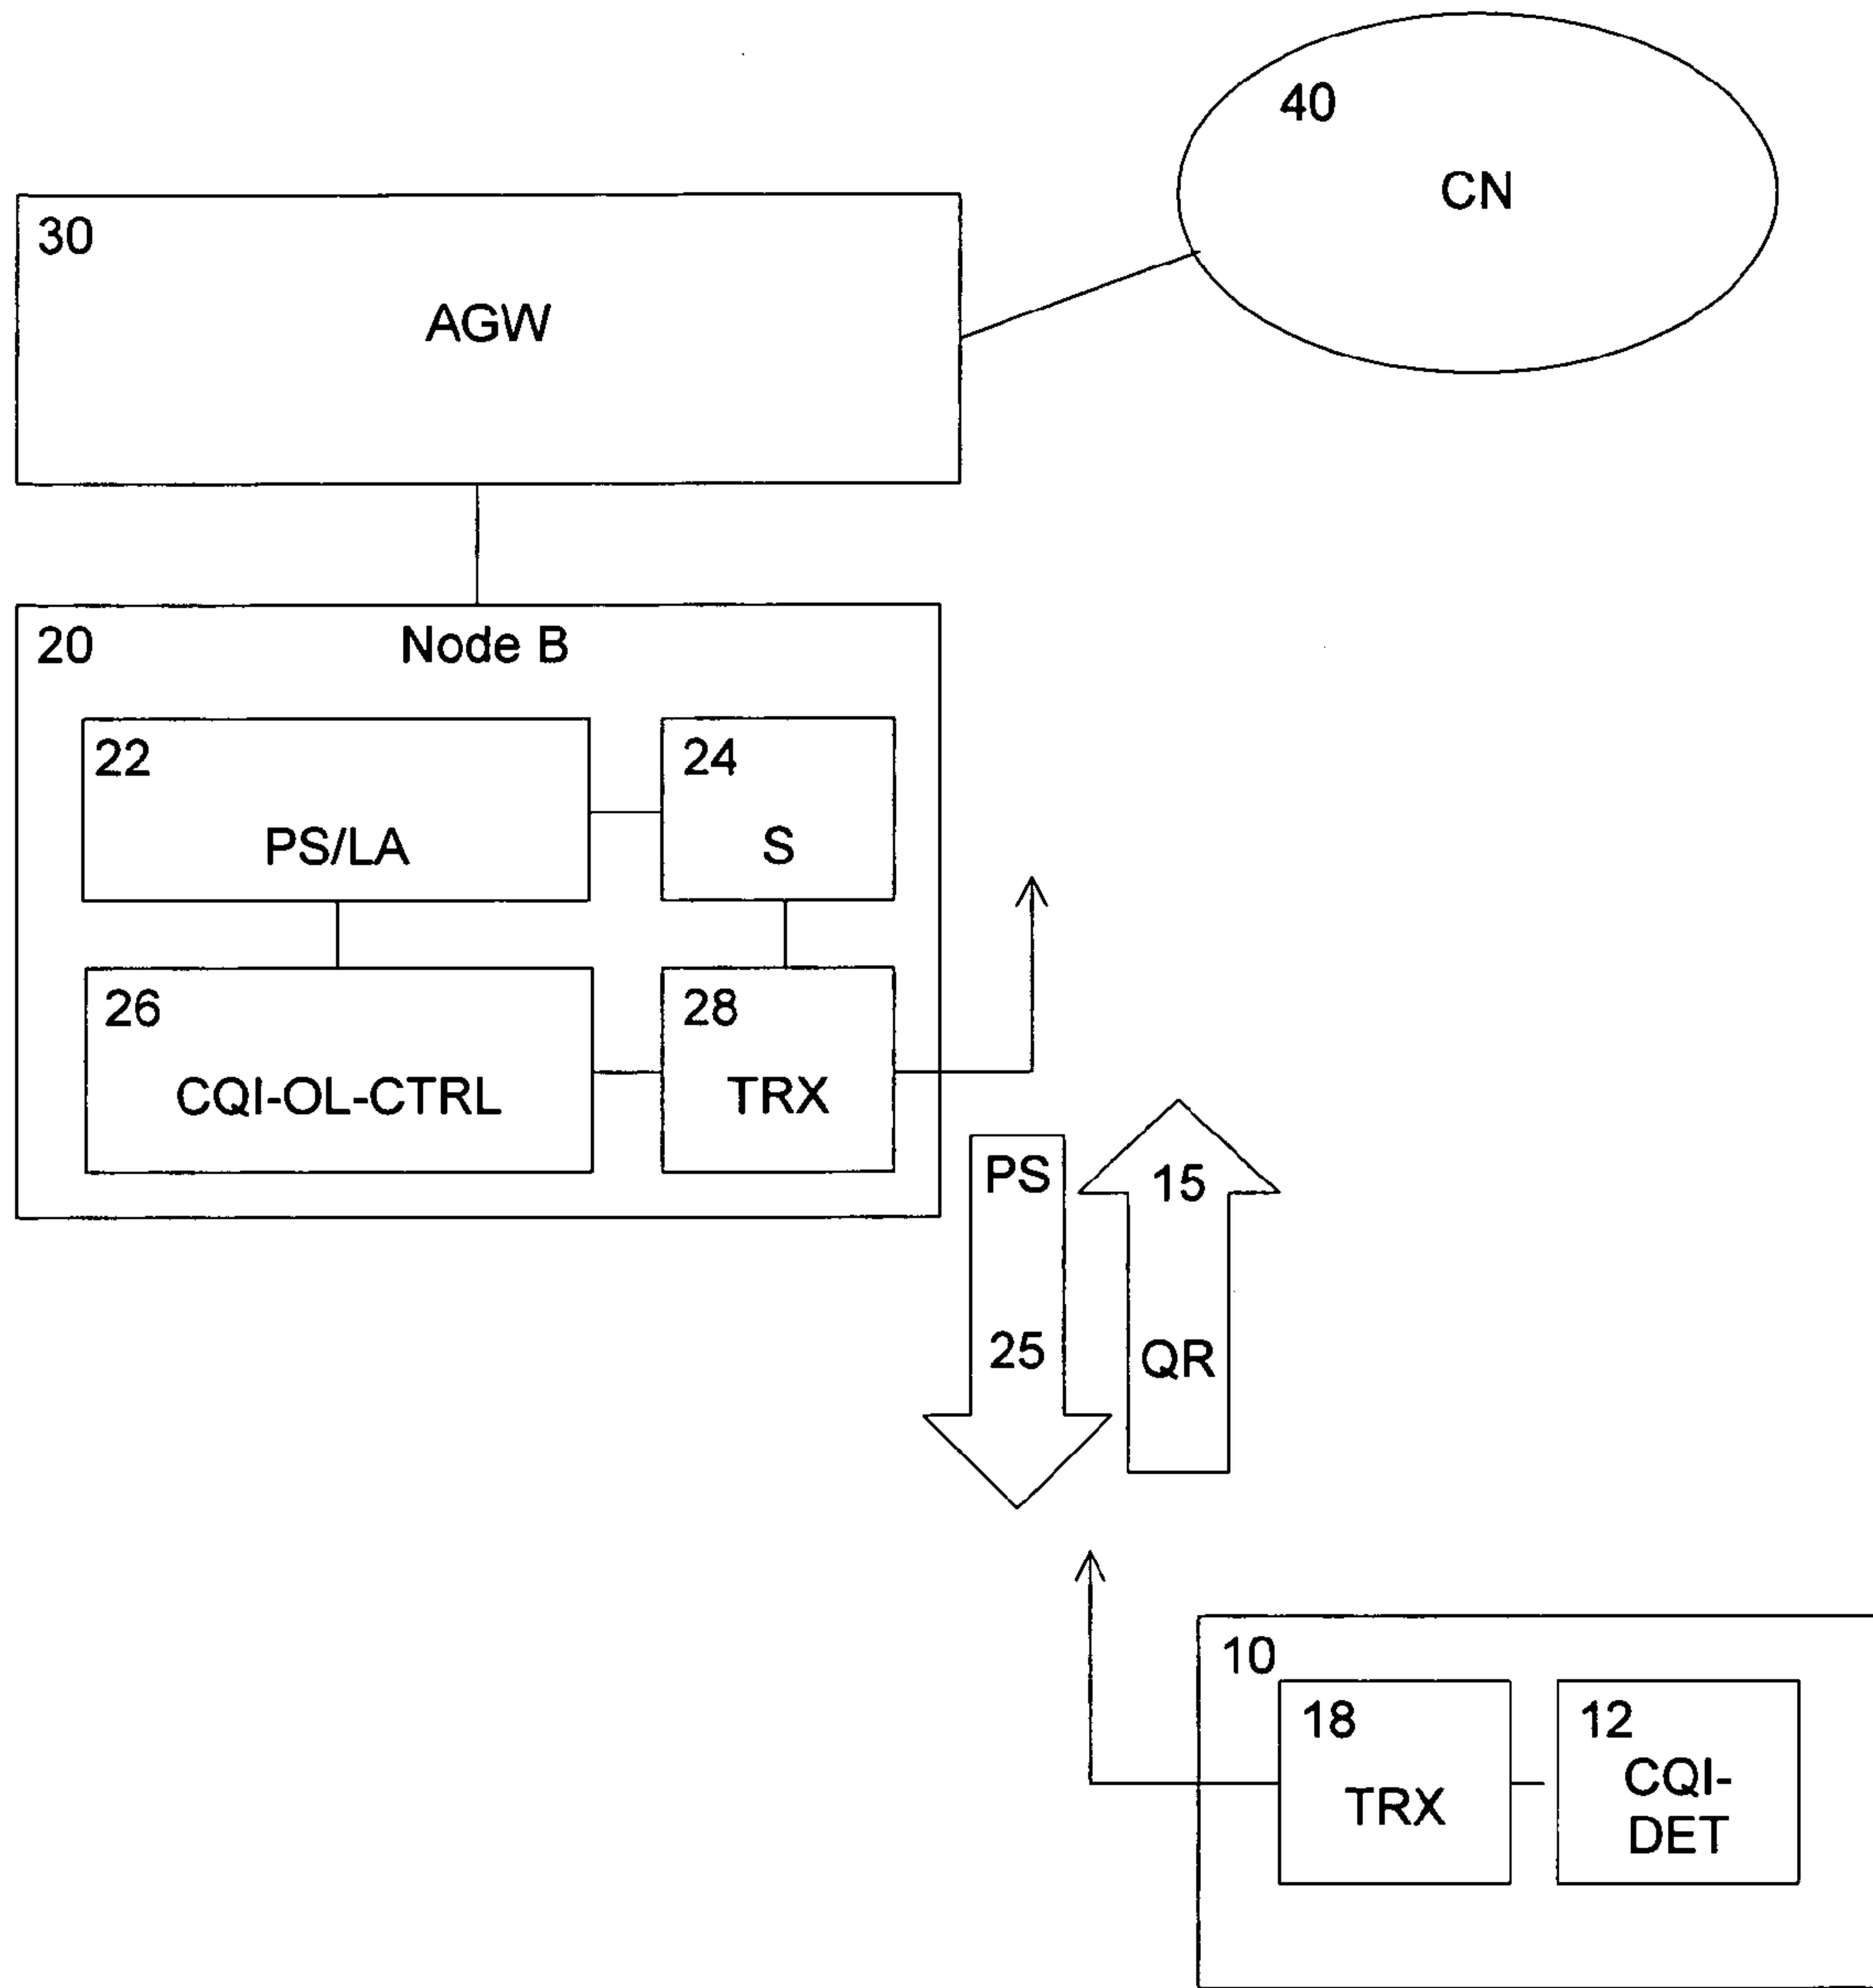 40
CN
30
AGW
20 Node B
22
PS/LA
24
S
26
CQI-OL-CTRL
28
TRX
PS
25
15
QR
10
18
TRX
12
CQI-
DET